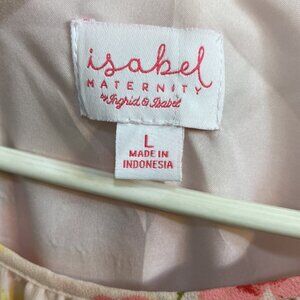 isabel
MATERNITY
by Ingrid & Isabel
L
MADE IN
INDONESIA